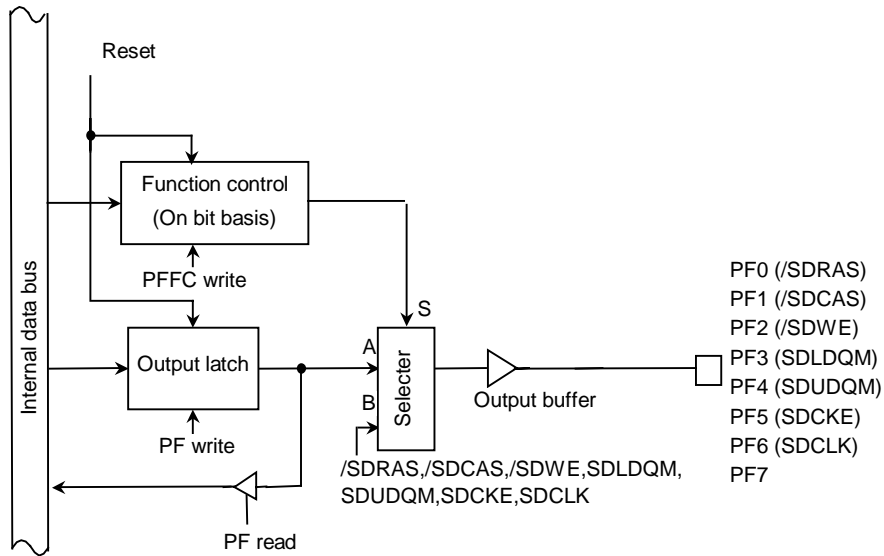 Reset
Internal data bus
Function control
(On bit basis)
PFFC write
Output latch
PF write
PF read
S
A
B
Selecter
/SDRAS,/SDCAS,/SDWE,SDLDQM,
SDUDQM,SDCKE,SDCLK
Output buffer
PF0 (/SDRAS)
PF1 (/SDCAS)
PF2 (/SDWE)
PF3 (SDLDQM)
PF4 (SDUDQM)
PF5 (SDCKE)
PF6 (SDCLK)
PF7